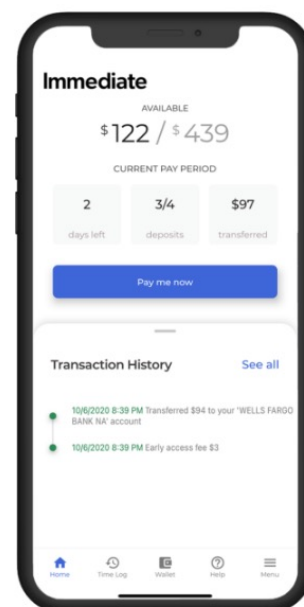 Immediate
AVAILABLE
$122 / $439
CURRENT PAY PERIOD
2 3/4 $97
days left deposits transferred
Pay me now
Transaction History See all
10/6/2020 8:39 PM Transferred $94 to your 'WELLS FARGO
BANK NA' account
10/6/2020 8:39 PM Early access fee $3
Home Time Log Wallet Help Menu